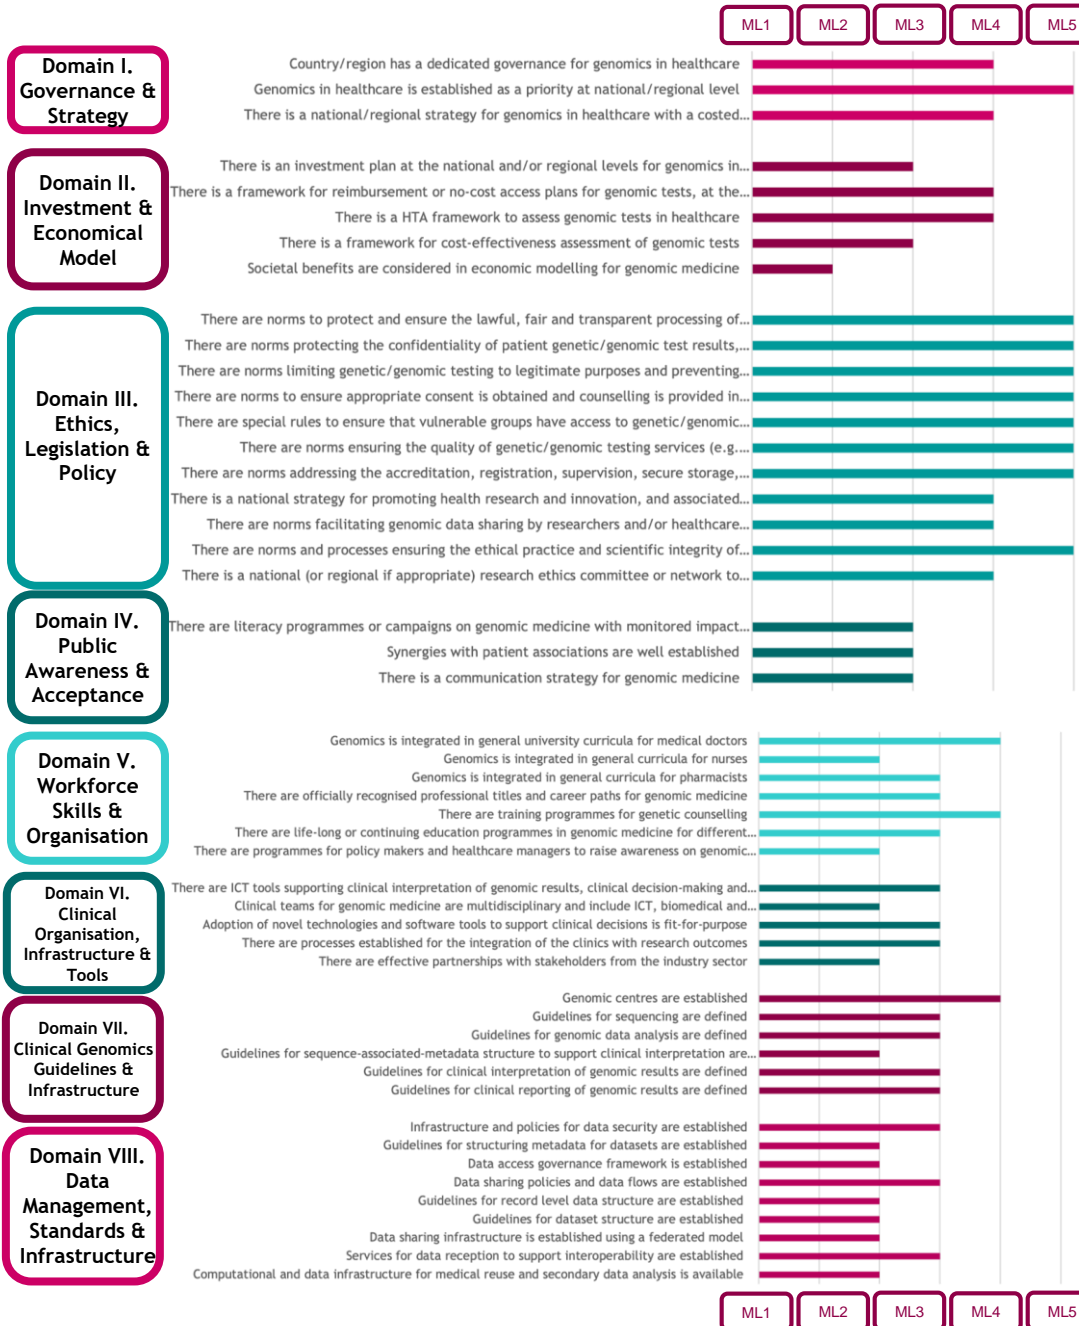 ML1 ML2 ML3 ML4 ML5
Domain I.
Governance &
Strategy
Country/region has a dedicated governance for genomics in healthcare
Genomics in healthcare is established as a priority at national/regional level
There is a national/regional strategy for genomics in healthcare with a costed…
Domain II.
Investment &
Economical
Model
There is an investment plan at the national and/or regional levels for genomics in…
There is a framework for reimbursement or no-cost access plans for genomic tests, at the…
There is a HTA framework to assess genomic tests in healthcare
There is a framework for cost-effectiveness assessment of genomic tests
Societal benefits are considered in economic modelling for genomic medicine
Domain III.
Ethics,
Legislation &
Policy
There are norms to protect and ensure the lawful, fair and transparent processing of…
There are norms protecting the confidentiality of patient genetic/genomic test results,…
There are norms limiting genetic/genomic testing to legitimate purposes and preventing…
There are norms to ensure appropriate consent is obtained and counselling is provided in…
There are special rules to ensure that vulnerable groups have access to genetic/genomic…
There are norms ensuring the quality of genetic/genomic testing services (e.g.…
There are norms addressing the accreditation, registration, supervision, secure storage,…
There is a national strategy for promoting health research and innovation, and associated…
There are norms facilitating genomic data sharing by researchers and/or healthcare…
There are norms and processes ensuring the ethical practice and scientific integrity of…
There is a national (or regional if appropriate) research ethics committee or network to…
Domain IV.
Public
Awareness &
Acceptance
There are literacy programmes or campaigns on genomic medicine with monitored impact…
Synergies with patient associations are well established
There is a communication strategy for genomic medicine
Domain V.
Workforce
Skills &
Organisation
Genomics is integrated in general university curricula for medical doctors
Genomics is integrated in general curricula for nurses
Genomics is integrated in general curricula for pharmacists
There are officially recognised professional titles and career paths for genomic medicine
There are training programmes for genetic counselling
There are life-long or continuing education programmes in genomic medicine for different…
There are programmes for policy makers and healthcare managers to raise awareness on genomic…
Domain VI.
Clinical
Organisation,
Infrastructure &
Tools
There are ICT tools supporting clinical interpretation of genomic results, clinical decision-making and…
Clinical teams for genomic medicine are multidisciplinary and include ICT, biomedical and…
Adoption of novel technologies and software tools to support clinical decisions is fit-for-purpose
There are processes established for the integration of the clinics with research outcomes
There are effective partnerships with stakeholders from the industry sector
Domain VII.
Clinical Genomics
Guidelines &
Infrastructure
Genomic centres are established
Guidelines for sequencing are defined
Guidelines for genomic data analysis are defined
Guidelines for sequence-associated-metadata structure to support clinical interpretation are…
Guidelines for clinical interpretation of genomic results are defined
Guidelines for clinical reporting of genomic results are defined
Domain VIII.
Data
Management,
Standards &
Infrastructure
Infrastructure and policies for data security are established
Guidelines for structuring metadata for datasets are established
Data access governance framework is established
Data sharing policies and data flows are established
Guidelines for record level data structure are established
Guidelines for dataset structure are established
Data sharing infrastructure is established using a federated model
Services for data reception to support interoperability are established
Computational and data infrastructure for medical reuse and secondary data analysis is available
ML1 ML2 ML3 ML4 ML5